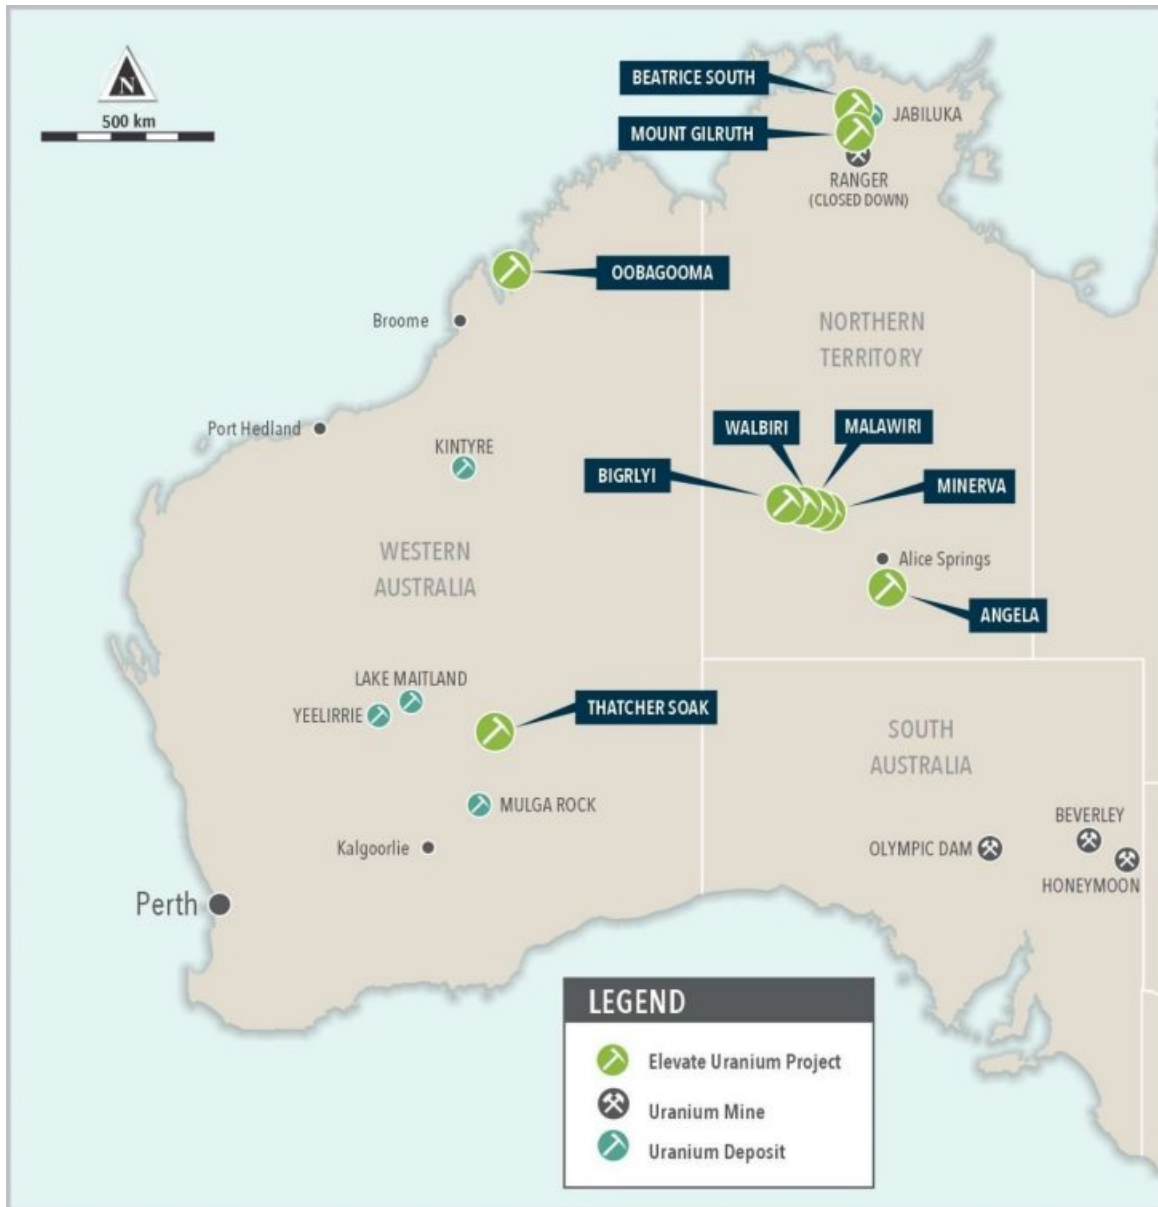 N
500 km
BEATRICE SOUTH
JABILUKA
MOUNT GILRUTH
RANGER
(CLOSED DOWN)
OOBAGOOMA
Broome
NORTHERN
TERRITORY
Port Hedland
KINTYRE
WALBIRI
MALAWIRI
BIGRLYI
MINERVA
WESTERN
AUSTRALIA
Alice Springs
ANGELA
LAKE MAITLAND
YEELIRRIE
THATCHER SOAK
SOUTH
AUSTRALIA
MULGA ROCK
Kalgoorlie
BEVERLEY
OLYMPIC DAM
HONEYMOON
Perth
LEGEND
Elevate Uranium Project
Uranium Mine
Uranium Deposit